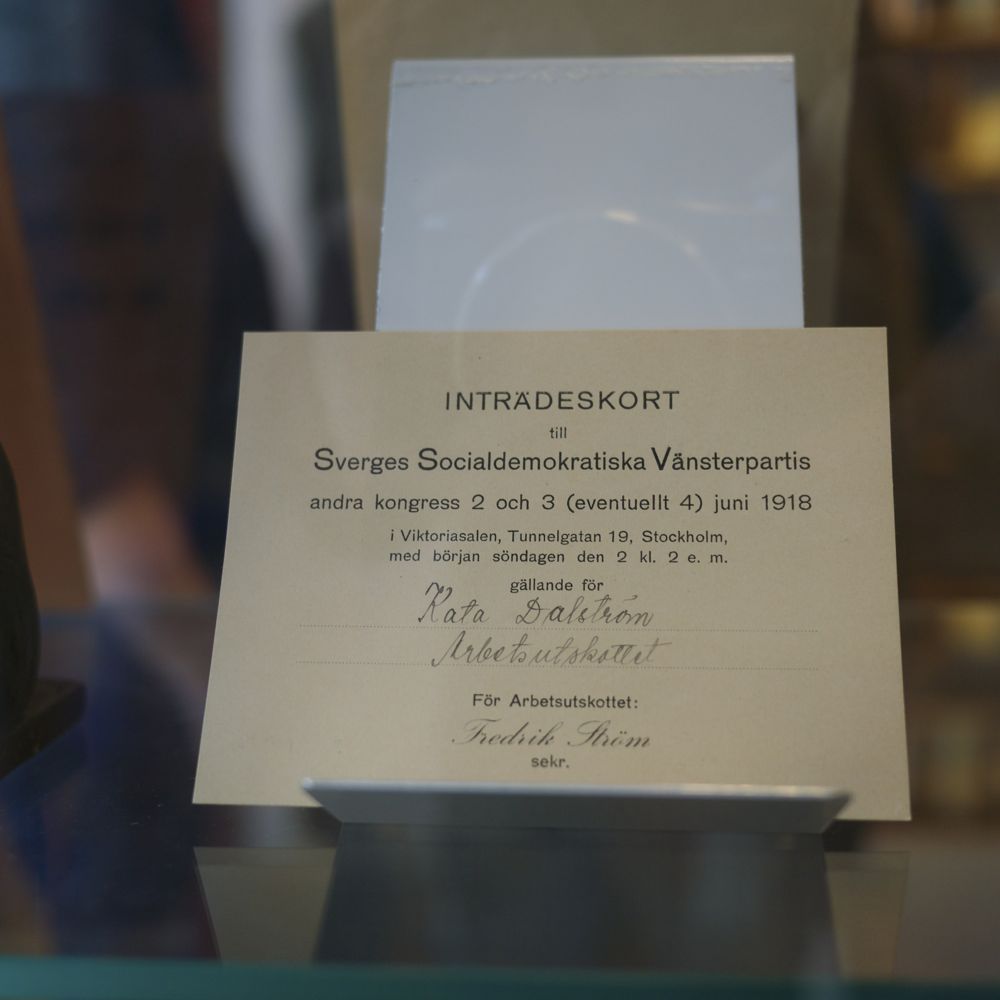 INTRÄDESKORT
till
Sverges Socialdemokratiska Vänsterpartis
andra kongress 2 och 3 (eventuellt 4) juni 1918
i Viktoriasalen, Tunnelgatan 19, Stockholm,
med början söndagen den 2 kl. 2 e. m.
gällande för
Kata Dalström
Arbetsutskottet
För Arbetsutskottet:
Fredrik Ström
sekr.